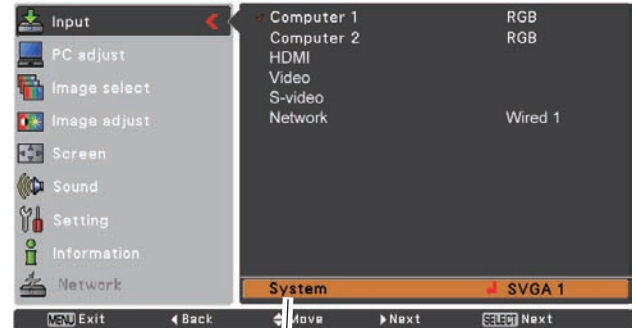 Input
PC adjust
Image select
Image adjust
Screen
Sound
Setting
Information
Network
Computer 1 RGB
Computer 2 RGB
HDMI
Video
S-video
Network Wired 1
System SVGA 1
MENU Exit Back Move Next SELECT Next